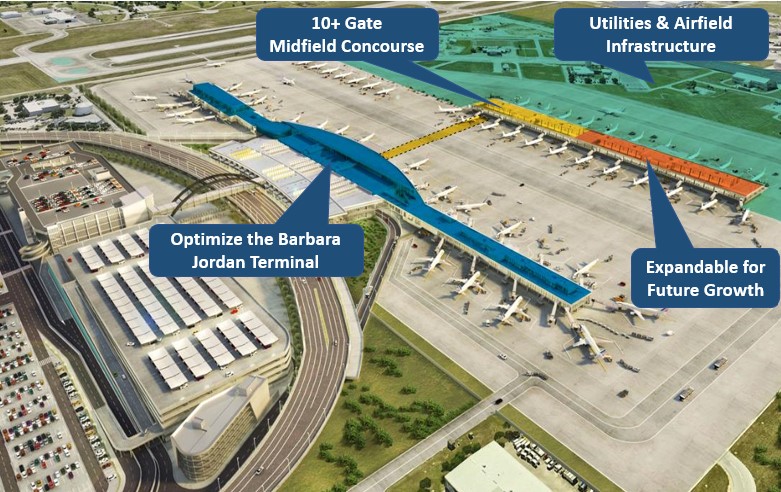 10+ Gate
Midfield Concourse
Utilities & Airfield
Infrastructure
Optimize the Barbara
Jordan Terminal
Expandable for
Future Growth